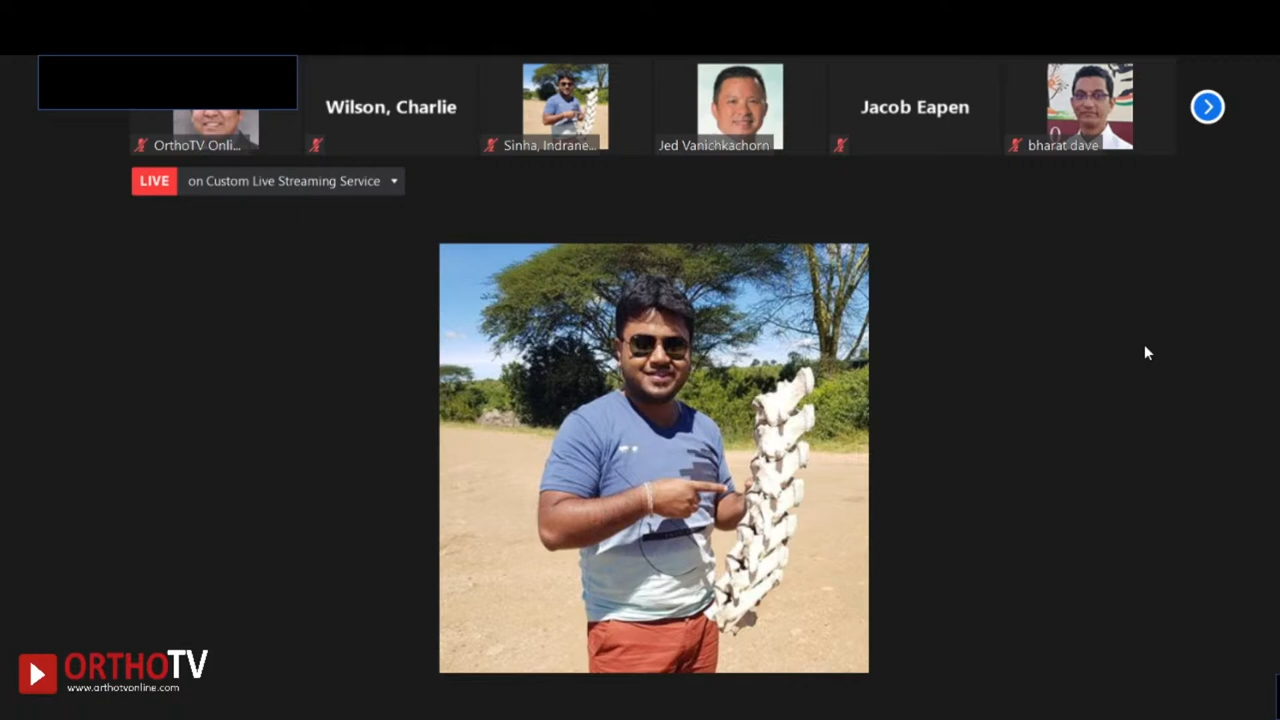 Wilson, Charlie
Jacob Eapen
OrthoTV Onli...
Sinha, Indrane...
Jed Vanichkachorn
bharat dave
LIVE on Custom Live Streaming Service
ORTHOTV
www.orthotvonline.com